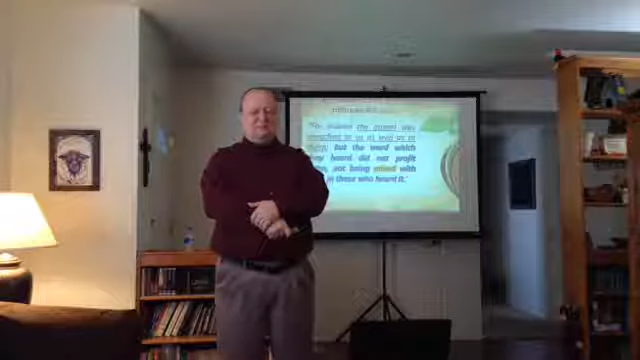 "For indeed the gospel was
preached to us as well as to
them; but the word which
they heard did not profit
not being mixed with
in those who heard it."